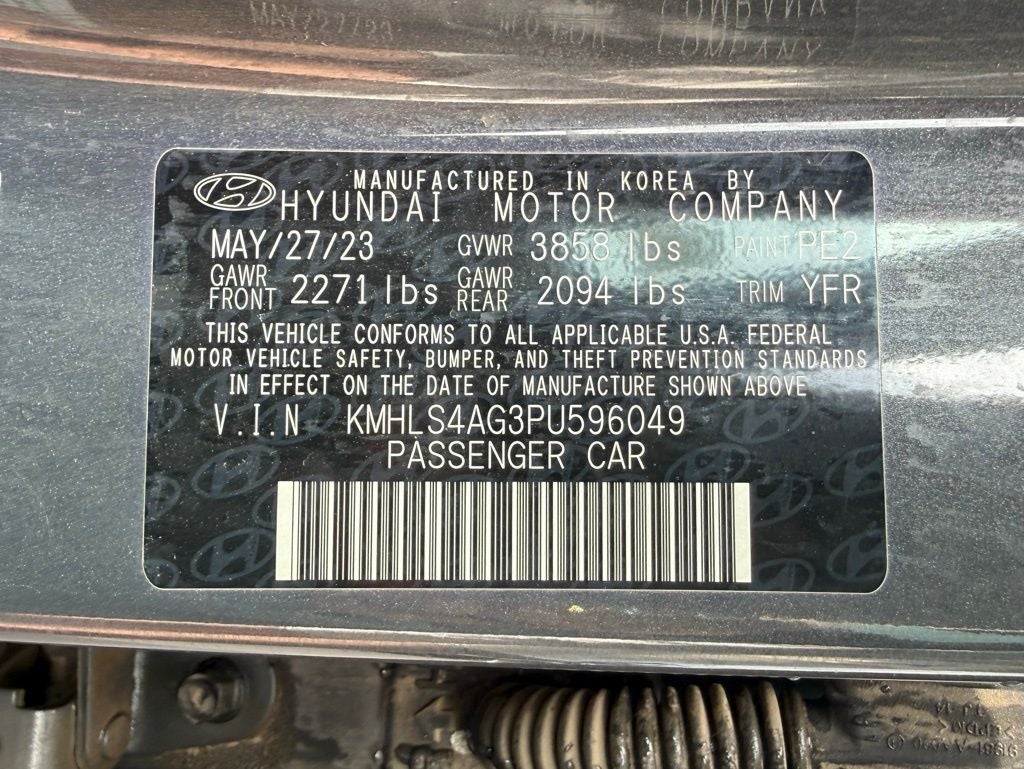 MANUFACTURED IN KOREA BY
HYUNDAI MOTOR COMPANY
MAY/27/23 GVWR 3858 lbs PAINT PE2
GAWR FRONT 2271 lbs GAWR REAR 2094 lbs TRIM YFR
THIS VEHICLE CONFORMS TO ALL APPLICABLE U.S.A. FEDERAL
MOTOR VEHICLE SAFETY, BUMPER, AND THEFT PREVENTION STANDARDS
IN EFFECT ON THE DATE OF MANUFACTURE SHOWN ABOVE
V.I.N KMHLS4AG3PU596049
PASSENGER CAR